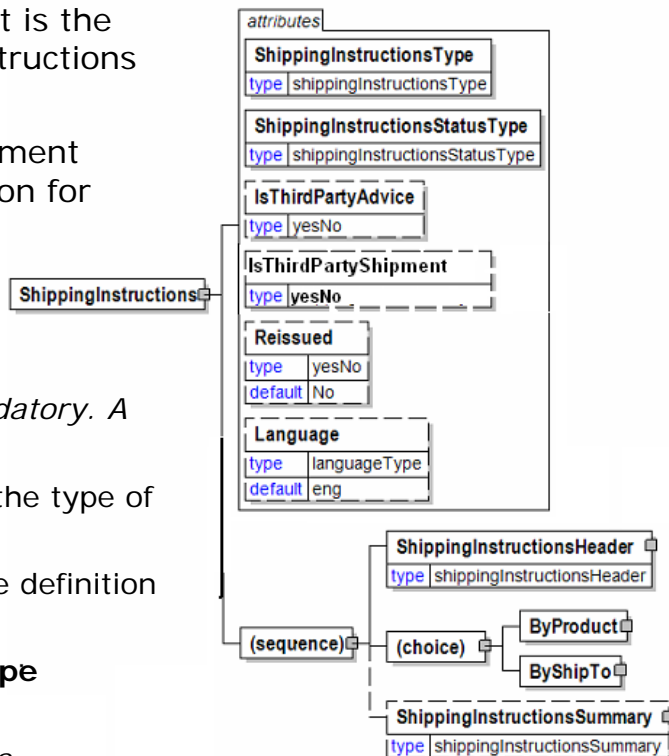 t is the
tructions
ment
on for
datory. A
the type of
e definition
pe
attributes
ShippingInstructionsType
type shippingInstructionsType
ShippingInstructionsStatusType
type shippingInstructionsStatusType
IsThirdPartyAdvice
type yesNo
IsThirdPartyShipment
type yesNo
Reissued
type yesNo
default No
Language
type languageType
default eng
ShippingInstructions
ShippingInstructionsHeader
type shippingInstructionsHeader
(sequence)
(choice)
ByProduct
ByShipTo
ShippingInstructionsSummary
type shippingInstructionsSummary